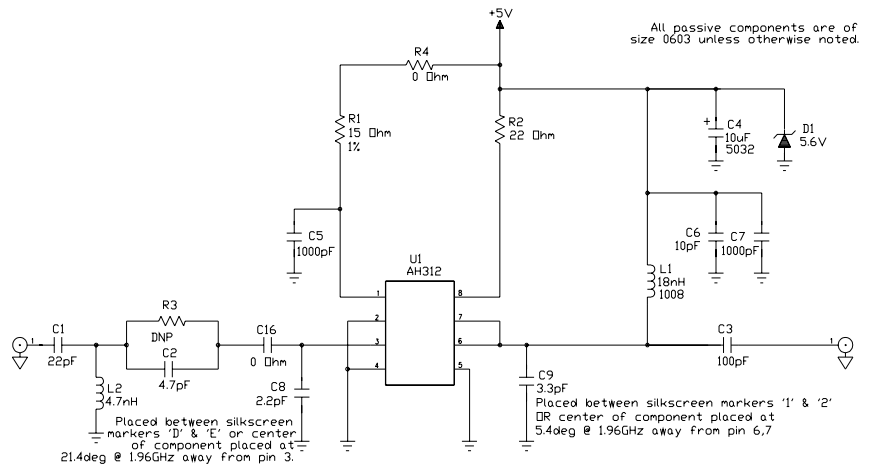 +5V
All passive components are of
size 0603 unless otherwise noted.
R4
0 Ohm
R1
15 Ohm
1%
R2
22 Ohm
+
C4
10uF
5032
D1
5.6V
C5
1000pF
C6
10pF
C7
1000pF
U1
AH312
L1
18nH
1008
1
2
3
4
8
7
6
5
R3
DNP
C2
4.7pF
C16
0 Ohm
1
C1
22pF
C3
100pF
1
L2
4.7nH
C8
2.2pF
C9
3.3pF
Placed between silkscreen
markers 'D' & 'E' or center
of component placed at
21.4deg @ 1.96GHz away from pin 3.
Placed between silkscreen markers '1' & '2'
OR center of component placed at
5.4deg @ 1.96GHz away from pin 6,7